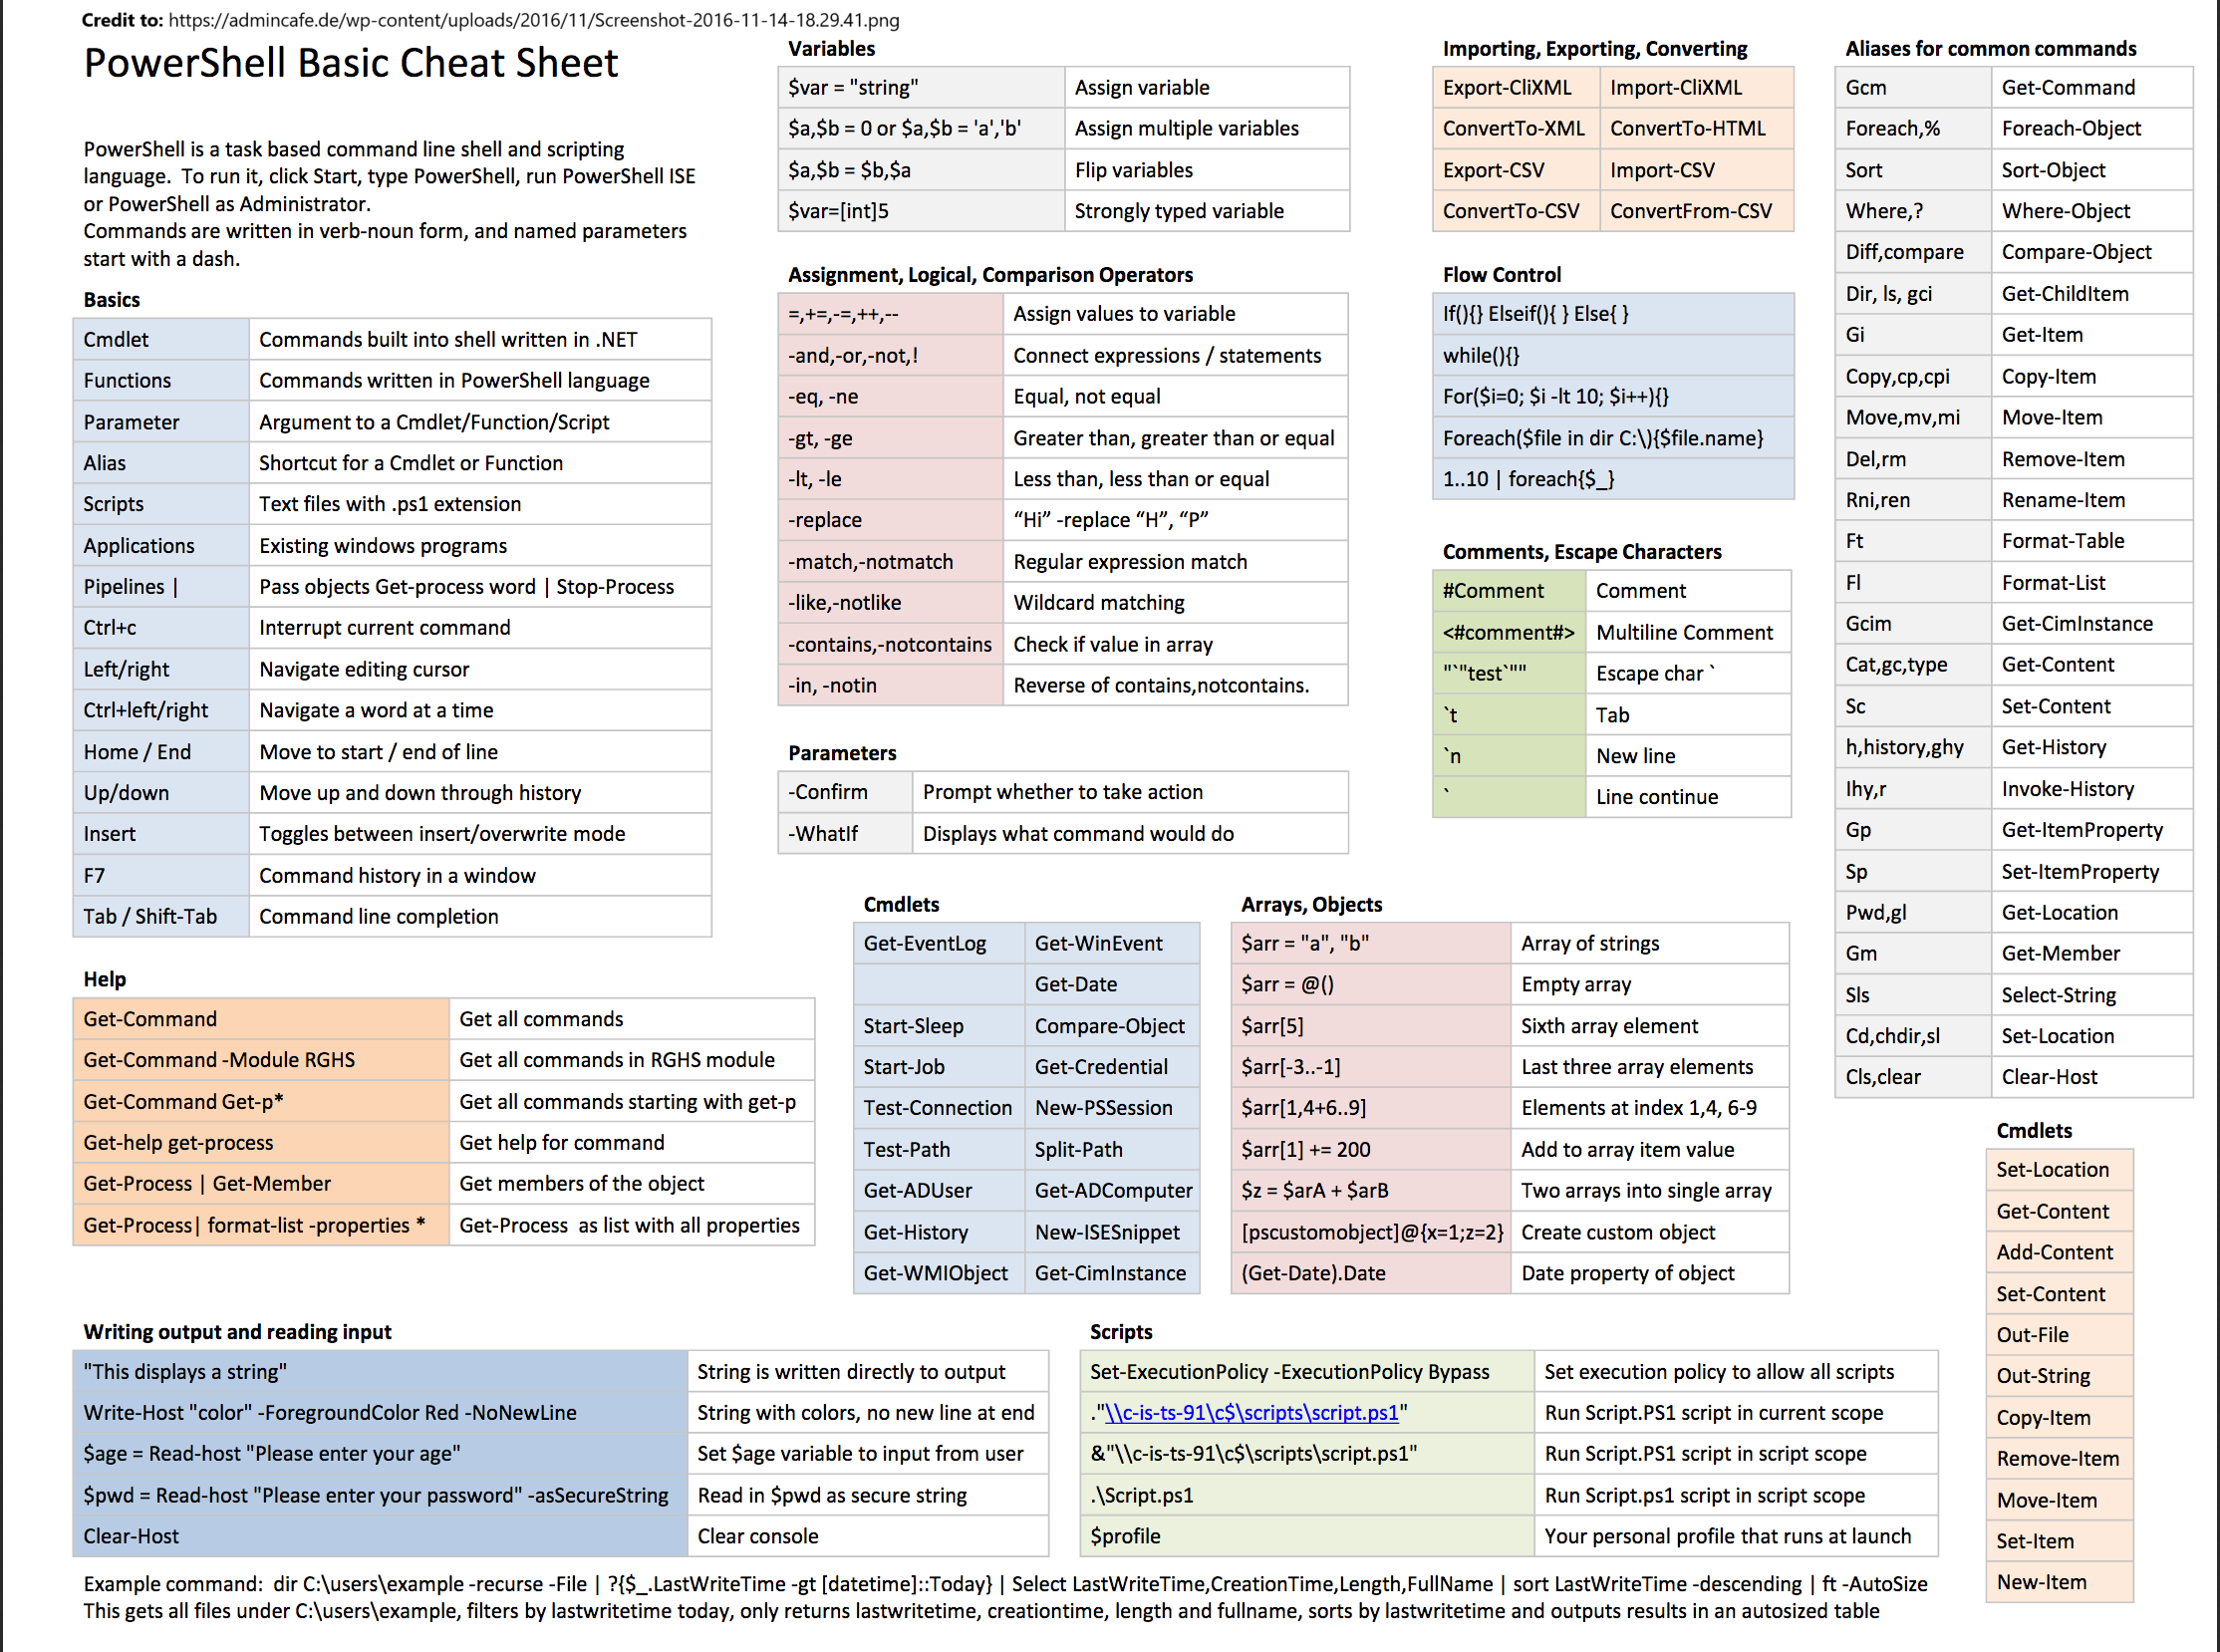 Credit to: https://admincafe.de/wp-content/uploads/2016/11/Screenshot-2016-11-14-18.29.41.png
PowerShell Basic Cheat Sheet
PowerShell is a task based command line shell and scripting
language.  To run it, click Start, type PowerShell, run PowerShell ISE
or PowerShell as Administrator.
Commands are written in verb-noun form, and named parameters
start with a dash.
Basics
Cmdlet Commands built into shell written in .NET
Functions Commands written in PowerShell language
Parameter Argument to a Cmdlet/Function/Script
Alias Shortcut for a Cmdlet or Function
Scripts Text files with .ps1 extension
Applications Existing windows programs
Pipelines | Pass objects Get-process word | Stop-Process
Ctrl+c Interrupt current command
Left/right Navigate editing cursor
Ctrl+left/right Navigate a word at a time
Home / End Move to start / end of line
Up/down Move up and down through history
Insert Toggles between insert/overwrite mode
F7 Command history in a window
Tab / Shift-Tab Command line completion
Help
Get-Command Get all commands
Get-Command -Module RGHS Get all commands in RGHS module
Get-Command Get-p* Get all commands starting with get-p
Get-help get-process Get help for command
Get-Process | Get-Member Get members of the object
Get-Process| format-list -properties * Get-Process  as list with all properties
Variables
$var = "string" Assign variable
$a,$b = 0 or $a,$b = 'a','b' Assign multiple variables
$a,$b = $b,$a Flip variables
$var=[int]5 Strongly typed variable
Assignment, Logical, Comparison Operators
=,+=,-=,++,-- Assign values to variable
-and,-or,-not,! Connect expressions / statements
-eq, -ne Equal, not equal
-gt, -ge Greater than, greater than or equal
-lt, -le Less than, less than or equal
-replace “Hi” -replace “H”, “P”
-match,-notmatch Regular expression match
-like,-notlike Wildcard matching
-contains,-notcontains Check if value in array
-in, -notin Reverse of contains,notcontains.
Parameters
-Confirm Prompt whether to take action
-WhatIf Displays what command would do
Importing, Exporting, Converting
Export-CliXML Import-CliXML
ConvertTo-XML ConvertTo-HTML
Export-CSV Import-CSV
ConvertTo-CSV ConvertFrom-CSV
Flow Control
If(){} Elseif(){ } Else{ }
while(){}
For($i=0; $i -lt 10; $i++){}
Foreach($file in dir C:\){$file.name}
1..10 | foreach{$_}
Comments, Escape Characters
#Comment Comment
<#comment#> Multiline Comment
"`"test`"" Escape char `
`t Tab
`n New line
` Line continue
Cmdlets
Get-EventLog Get-WinEvent
Get-Date
Start-Sleep Compare-Object
Start-Job Get-Credential
Test-Connection New-PSSession
Test-Path Split-Path
Get-ADUser Get-ADComputer
Get-History New-ISESnippet
Get-WMIObject Get-CimInstance
Arrays, Objects
$arr = "a", "b" Array of strings
$arr = @() Empty array
$arr[5] Sixth array element
$arr[-3..-1] Last three array elements
$arr[1,4+6..9] Elements at index 1,4, 6-9
$arr[1] += 200 Add to array item value
$z = $arA + $arB Two arrays into single array
[pscustomobject]@{x=1;z=2} Create custom object
(Get-Date).Date Date property of object
Aliases for common commands
Gcm Get-Command
Foreach,% Foreach-Object
Sort Sort-Object
Where,? Where-Object
Diff,compare Compare-Object
Dir, ls, gci Get-ChildItem
Gi Get-Item
Copy,cp,cpi Copy-Item
Move,mv,mi Move-Item
Del,rm Remove-Item
Rni,ren Rename-Item
Ft Format-Table
Fl Format-List
Gcim Get-CimInstance
Cat,gc,type Get-Content
Sc Set-Content
h,history,ghy Get-History
Ihy,r Invoke-History
Gp Get-ItemProperty
Sp Set-ItemProperty
Pwd,gl Get-Location
Gm Get-Member
Sls Select-String
Cd,chdir,sl Set-Location
Cls,clear Clear-Host
Cmdlets
Set-Location
Get-Content
Add-Content
Set-Content
Out-File
Out-String
Copy-Item
Remove-Item
Move-Item
Set-Item
New-Item
Writing output and reading input
"This displays a string" String is written directly to output
Write-Host "color" -ForegroundColor Red -NoNewLine String with colors, no new line at end
$age = Read-host "Please enter your age" Set $age variable to input from user
$pwd = Read-host "Please enter your password" -asSecureString Read in $pwd as secure string
Clear-Host Clear console
Scripts
Set-ExecutionPolicy -ExecutionPolicy Bypass Set execution policy to allow all scripts
."\\c-is-ts-91\c$\scripts\script.ps1" Run Script.PS1 script in current scope
&"\\c-is-ts-91\c$\scripts\script.ps1" Run Script.PS1 script in script scope
.\Script.ps1 Run Script.ps1 script in script scope
$profile Your personal profile that runs at launch
Example command:  dir C:\users\example -recurse -File | ?{$_.LastWriteTime -gt [datetime]::Today} | Select LastWriteTime,CreationTime,Length,FullName | sort LastWriteTime -descending | ft -AutoSize
This gets all files under C:\users\example, filters by lastwritetime today, only returns lastwritetime, creationtime, length and fullname, sorts by lastwritetime and outputs results in an autosized table